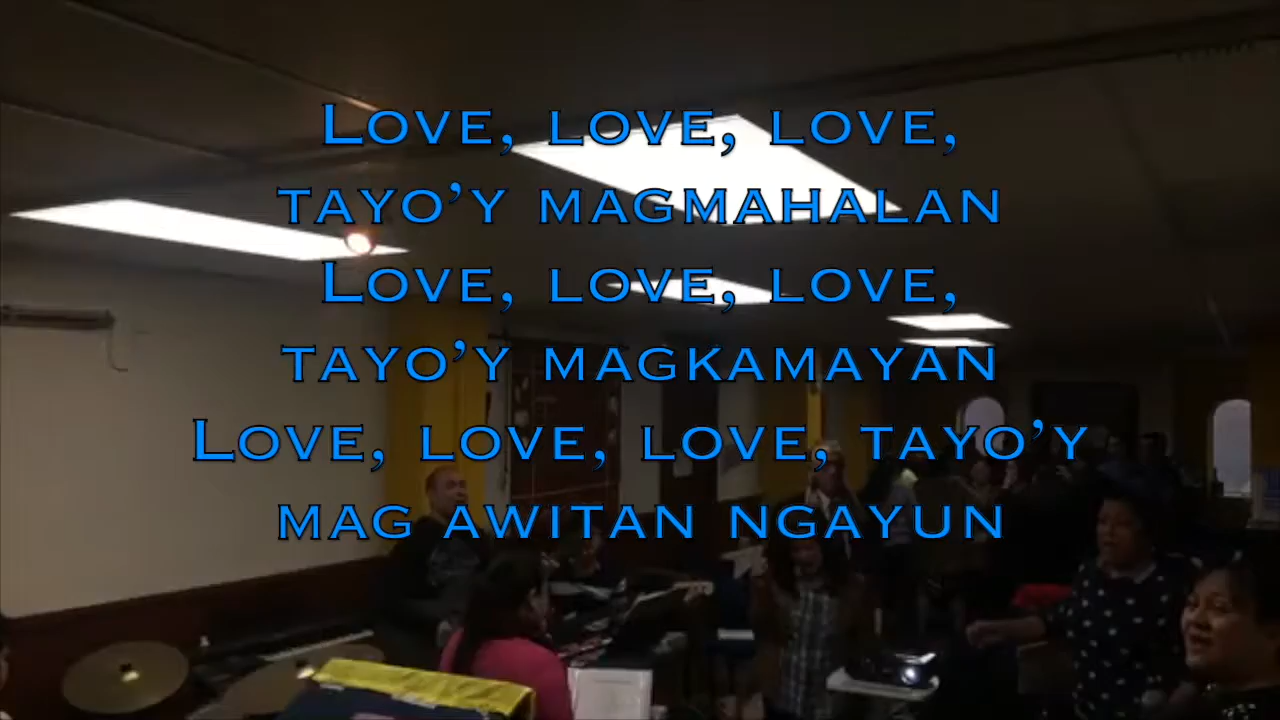 Love, love, love,
tayo’y magmahalan
Love, love, love,
tayo’y magkamayan
Love, love, love, tayo’y
mag awitan ngayun